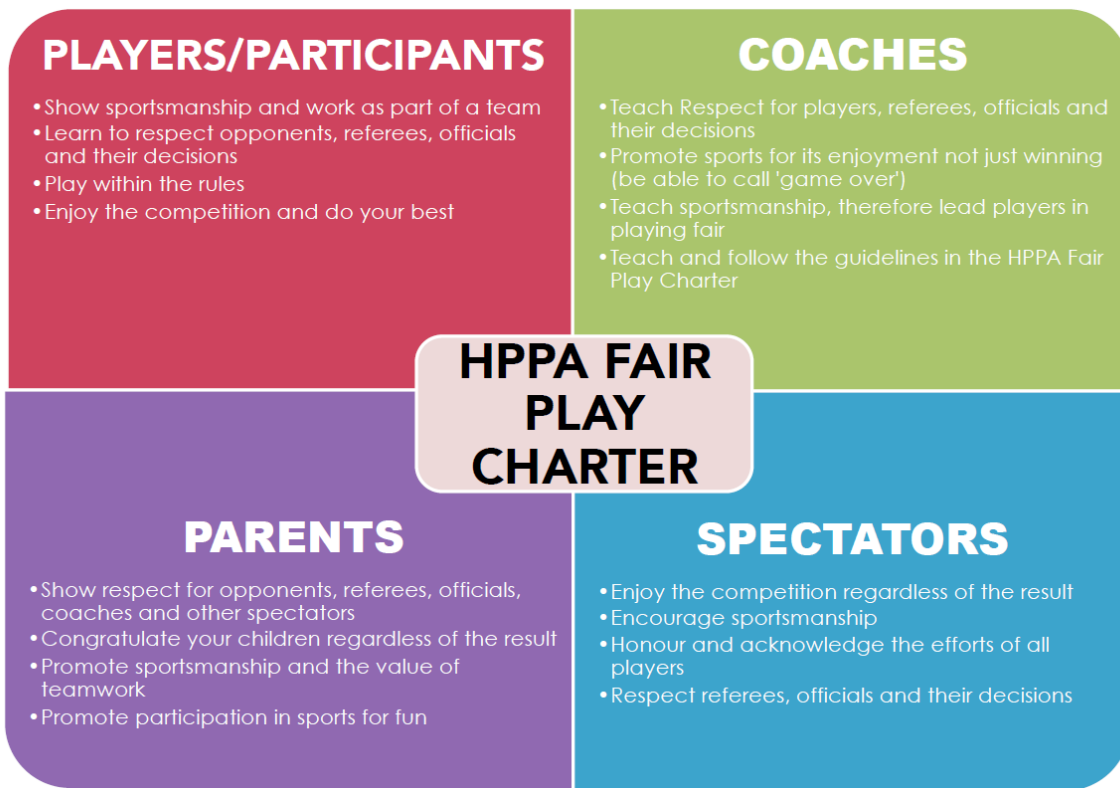 PLAYERS/PARTICIPANTS
•Show sportsmanship and work as part of a team
•Learn to respect opponents, referees, officials
and their decisions
•Play within the rules
•Enjoy the competition and do your best
COACHES
•Teach Respect for players, referees, officials and
their decisions
•Promote sports for its enjoyment not just winning
(be able to call 'game over')
•Teach sportsmanship, therefore lead players in
playing fair
•Teach and follow the guidelines in the HPPA Fair
Play Charter
HPPA FAIR
PLAY
CHARTER
PARENTS
•Show respect for opponents, referees, officials,
coaches and other spectators
•Congratulate your children regardless of the result
•Promote sportsmanship and the value of
teamwork
•Promote participation in sports for fun
SPECTATORS
•Enjoy the competition regardless of the result
•Encourage sportsmanship
•Honour and acknowledge the efforts of all
players
•Respect referees, officials and their decisions